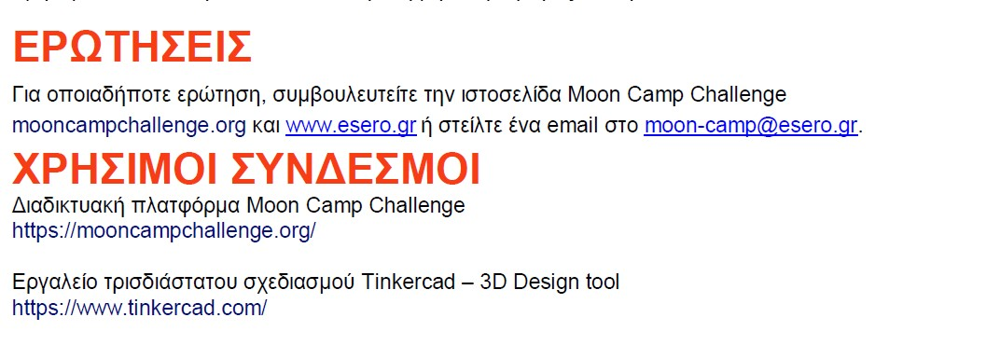 ΕΡΩΤΗΣΕΙΣ
Για οποιαδήποτε ερώτηση, συμβουλευτείτε την ιστοσελίδα Moon Camp Challenge
mooncampchallenge.org και www.esero.gr ή στείλτε ένα email στο moon-camp@esero.gr.
ΧΡΗΣΙΜΟΙ ΣΥΝΔΕΣΜΟΙ
Διαδικτυακή πλατφόρμα Moon Camp Challenge
https://mooncampchallenge.org/
Εργαλείο τρισδιάστατου σχεδιασμού Tinkercad – 3D Design tool
https://www.tinkercad.com/